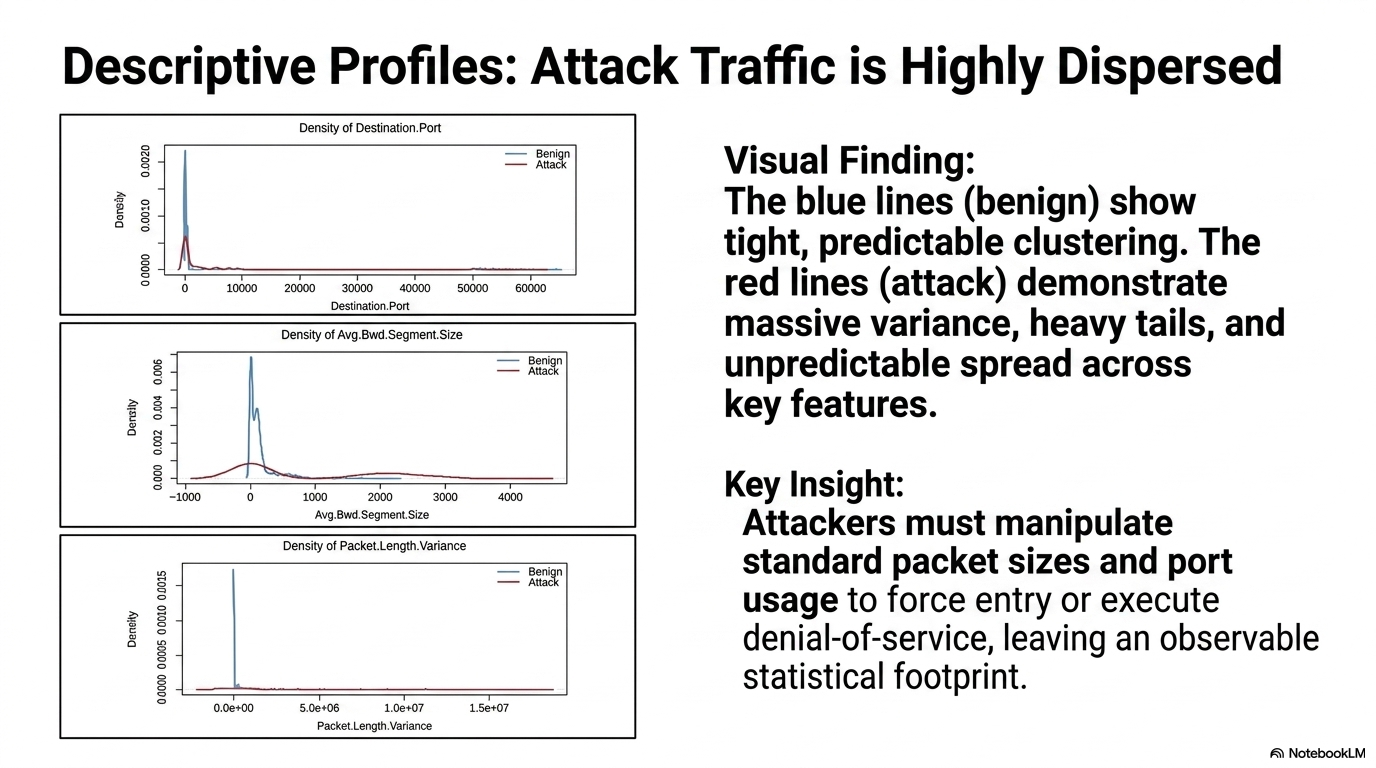 Descriptive Profiles: Attack Traffic is Highly Dispersed
Density of Destination.Port
Benign
Attack
Density
0.0000 0.0010 0.0020
0 10000 20000 30000 40000 50000 60000
Destination.Port
Density of Avg.Bwd.Segment.Size
Benign
Attack
Density
0.000 0.002 0.004 0.006
−1000 0 1000 2000 3000 4000
Avg.Bwd.Segment.Size
Density of Packet.Length.Variance
Benign
Attack
Density
0.0000 0.0005 0.0010 0.0015
0.0e+00 5.0e+06 1.0e+07 1.5e+07
Packet.Length.Variance
Visual Finding:
The blue lines (benign) show
tight, predictable clustering. The
red lines (attack) demonstrate
massive variance, heavy tails, and
unpredictable spread across
key features.
Key Insight:
Attackers must manipulate
standard packet sizes and port
usage to force entry or execute
denial-of-service, leaving an observable
statistical footprint.
NotebookLM